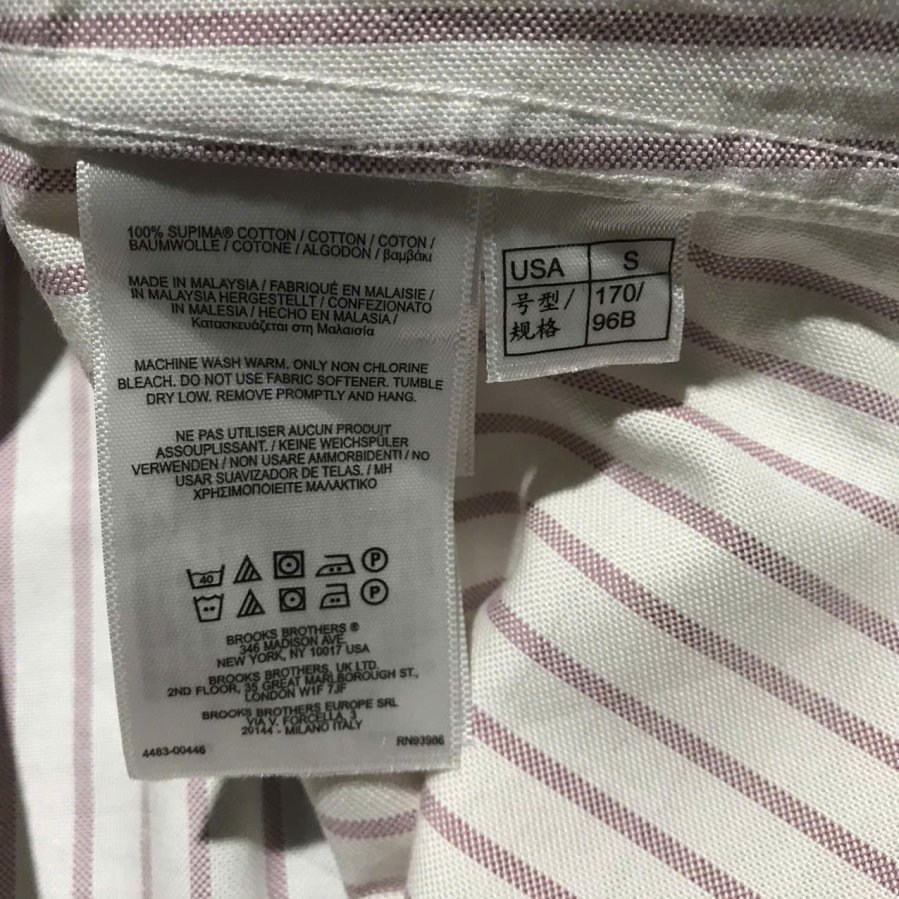 100% SUPIMA® COTTON / COTTON / COTON /
BAUMWOLLE / COTONE / ALGODON / βαμβάκι
MADE IN MALAYSIA / FABRIQUÉ EN MALAISIE /
IN MALAYSIA HERGESTELLT / CONFEZIONATO
IN MALESIA / HECHO EN MALASIA /
Κατασκευάζεται στη Μαλαισία
MACHINE WASH WARM. ONLY NON CHLORINE
BLEACH. DO NOT USE FABRIC SOFTENER. TUMBLE
DRY LOW. REMOVE PROMPTLY AND HANG.
NE PAS UTILISER AUCUN PRODUIT
ASSOUPLISSANT. / KEINE WEICHSPÜLER
VERWENDEN / NON USARE AMMORBIDENTI / NO
USAR SUAVIZADOR DE TELAS. / ΜΗ
ΧΡΗΣΙΜΟΠΟΙΕΙΤΕ ΜΑΛΑΚΤΙΚΟ
40 P
P
BROOKS BROTHERS ®
346 MADISON AVE.
NEW YORK, NY 10017 USA
BROOKS BROTHERS, UK LTD.
2ND FLOOR, 35 GREAT MARLBOROUGH ST.,
LONDON W1F 7JF
BROOKS BROTHERS EUROPE SRL
VIA V. FORCELLA, 3
20144 - MILANO ITALY
4483-00446 RN93986
USA S
号型/ 170/
规格 96B